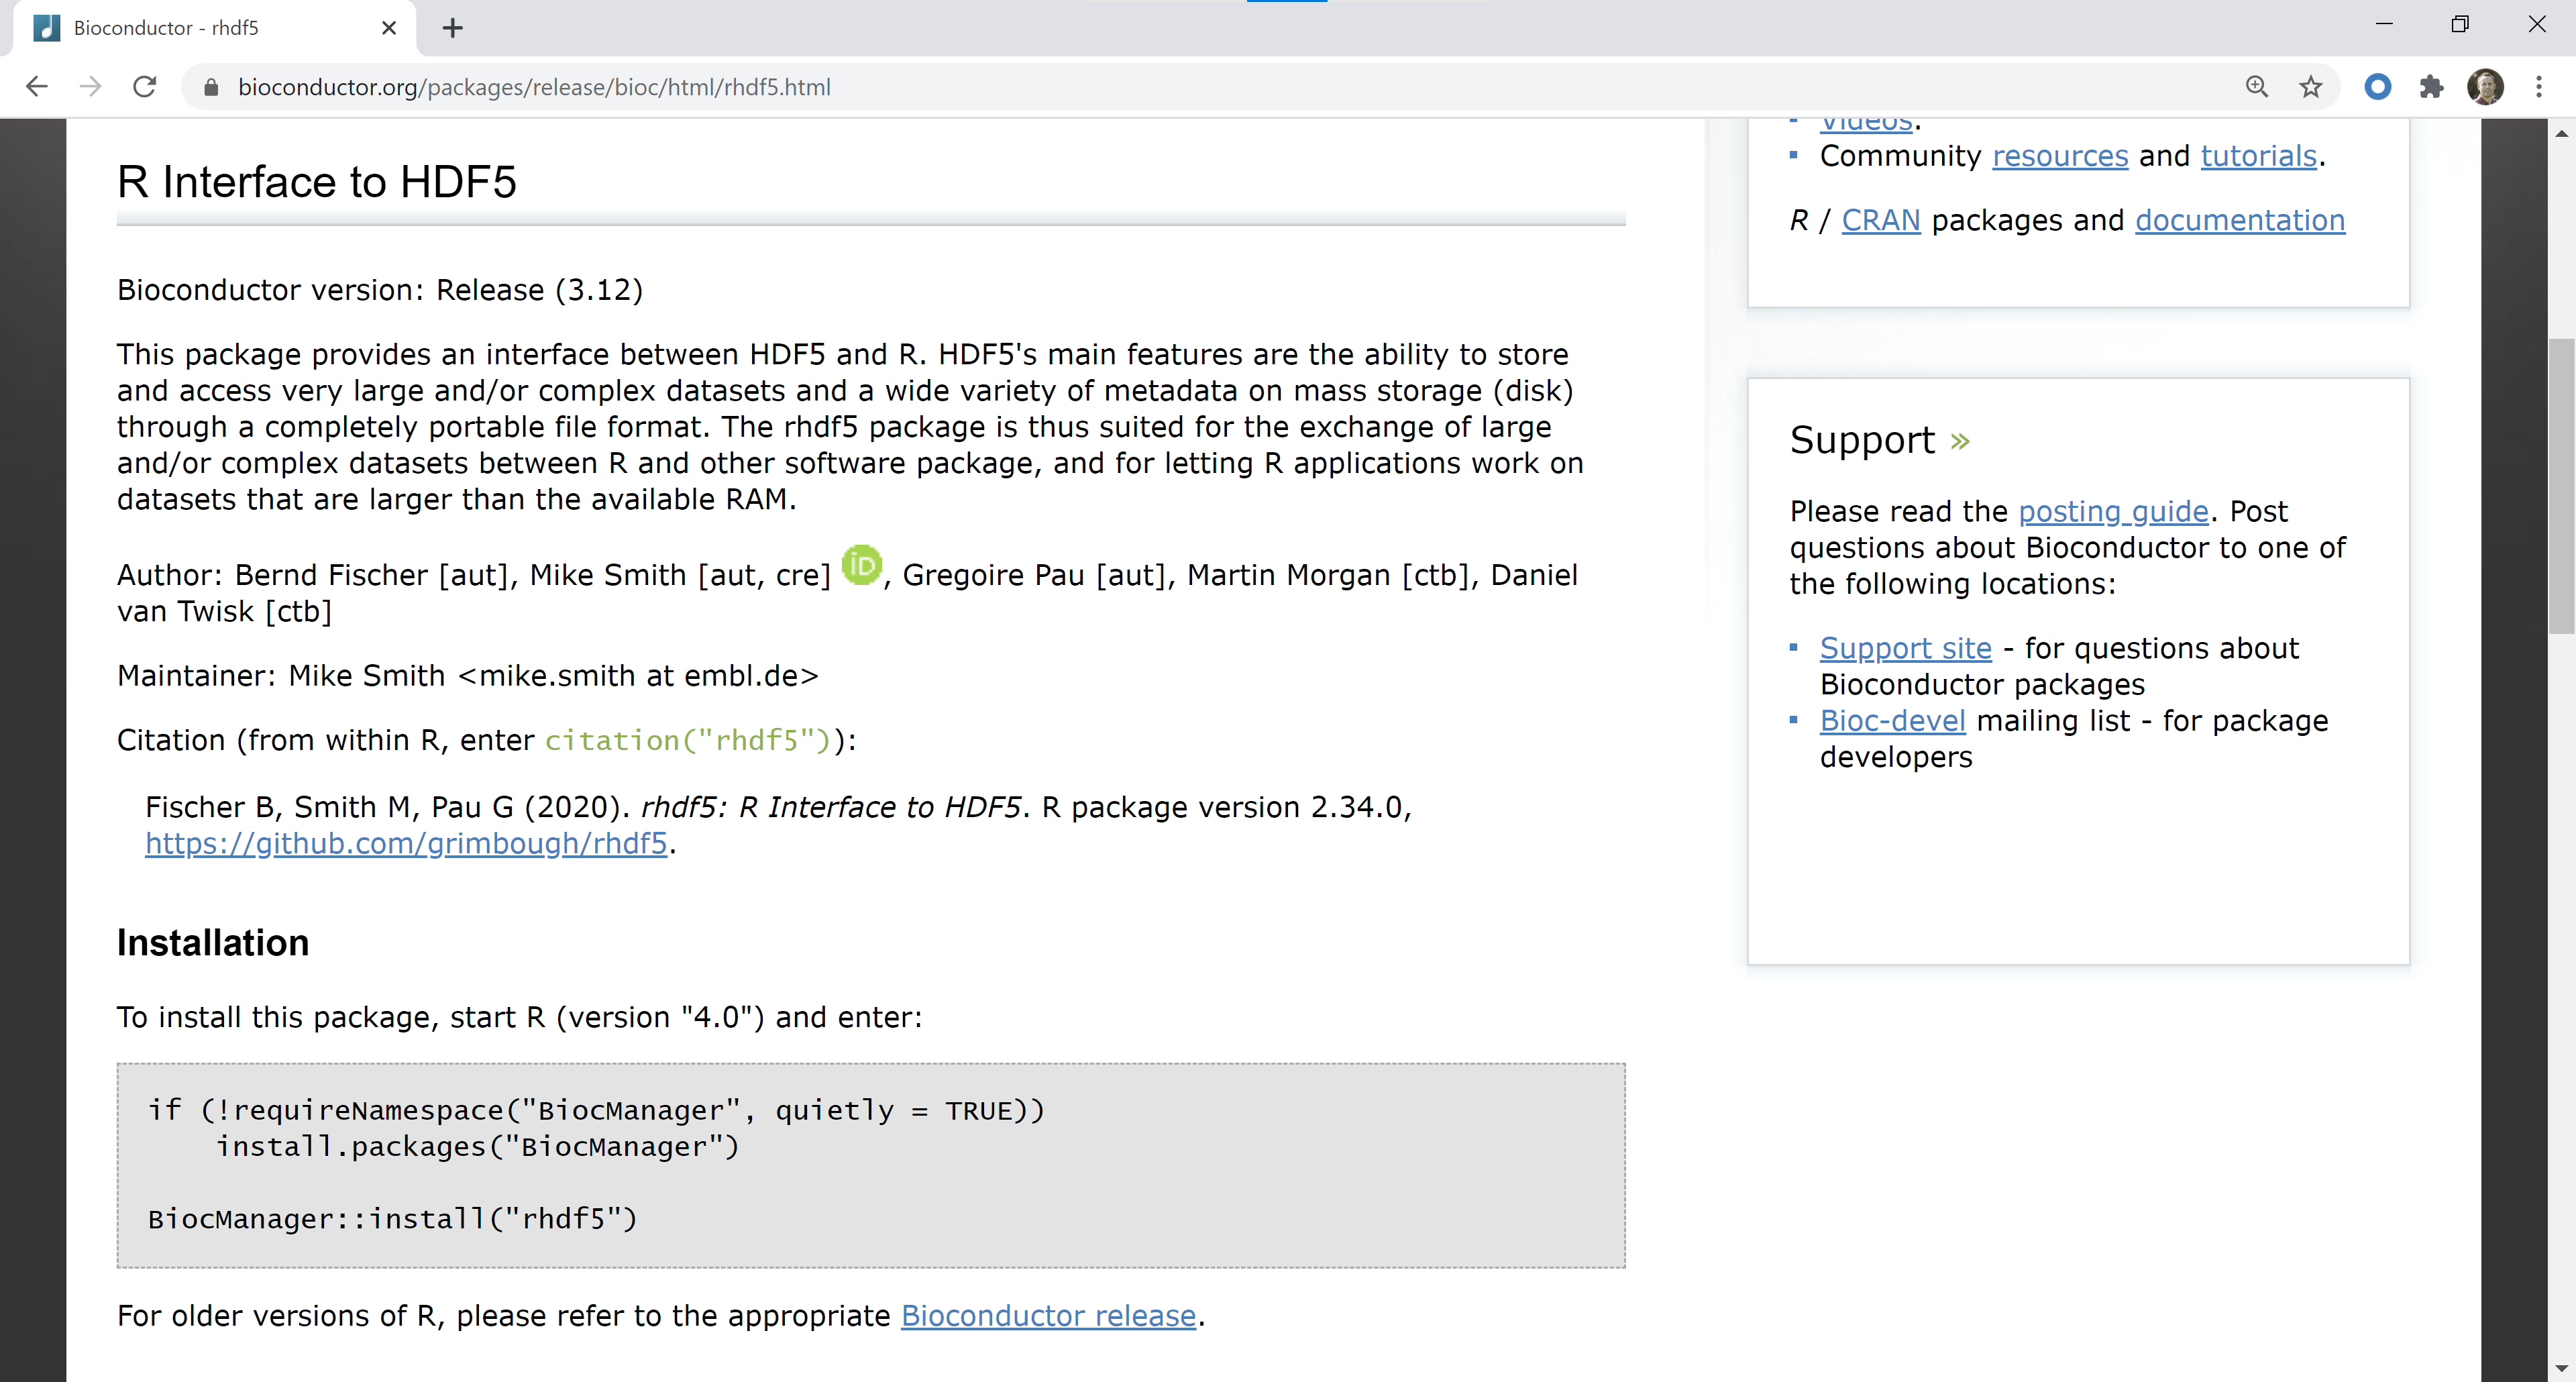 Bioconductor - rhdf5
bioconductor.org/packages/release/bioc/html/rhdf5.html
R Interface to HDF5
Bioconductor version: Release (3.12)
This package provides an interface between HDF5 and R. HDF5's main features are the ability to store
and access very large and/or complex datasets and a wide variety of metadata on mass storage (disk)
through a completely portable file format. The rhdf5 package is thus suited for the exchange of large
and/or complex datasets between R and other software package, and for letting R applications work on
datasets that are larger than the available RAM.
Author: Bernd Fischer [aut], Mike Smith [aut, cre] iD, Gregoire Pau [aut], Martin Morgan [ctb], Daniel
van Twisk [ctb]
Maintainer: Mike Smith <mike.smith at embl.de>
Citation (from within R, enter citation("rhdf5")):
Fischer B, Smith M, Pau G (2020). rhdf5: R Interface to HDF5. R package version 2.34.0,
https://github.com/grimbough/rhdf5.
Installation
To install this package, start R (version "4.0") and enter:
if (!requireNamespace("BiocManager", quietly = TRUE))
    install.packages("BiocManager")
BiocManager::install("rhdf5")
For older versions of R, please refer to the appropriate Bioconductor release.
Videos.
Community resources and tutorials.
R / CRAN packages and documentation
Support »
Please read the posting guide. Post
questions about Bioconductor to one of
the following locations:
Support site - for questions about
Bioconductor packages
Bioc-devel mailing list - for package
developers